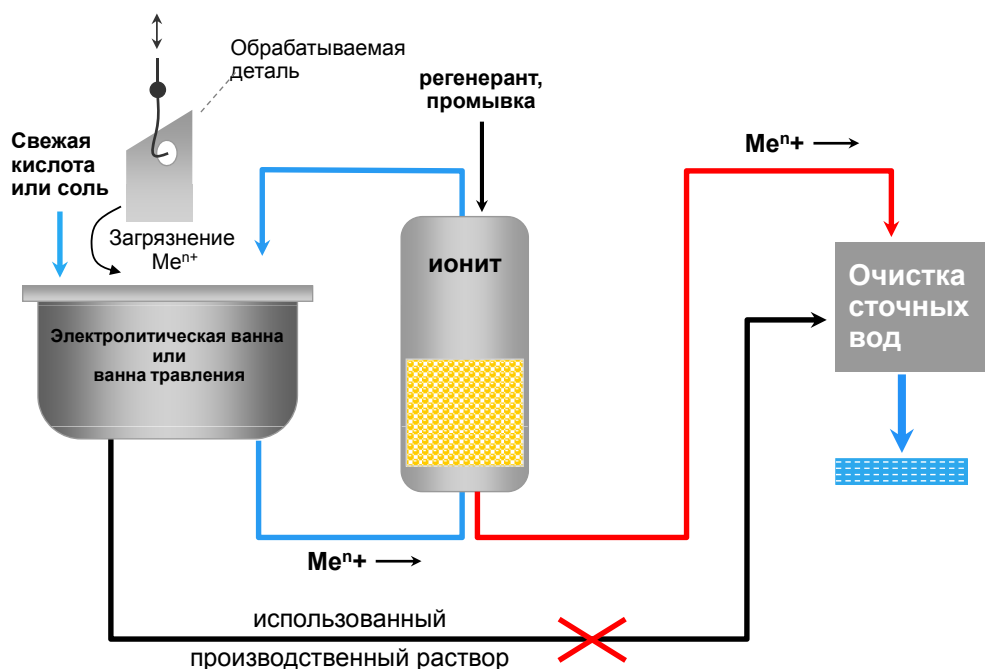 Обрабатываемая
деталь
регенерант,
промывка
Свежая
кислота
или соль
Meⁿ+
Загрязнение
Meⁿ⁺
ионит
Очистка
сточных
вод
Электролитическая ванна
или
ванна травления
Meⁿ+
использованный
производственный раствор